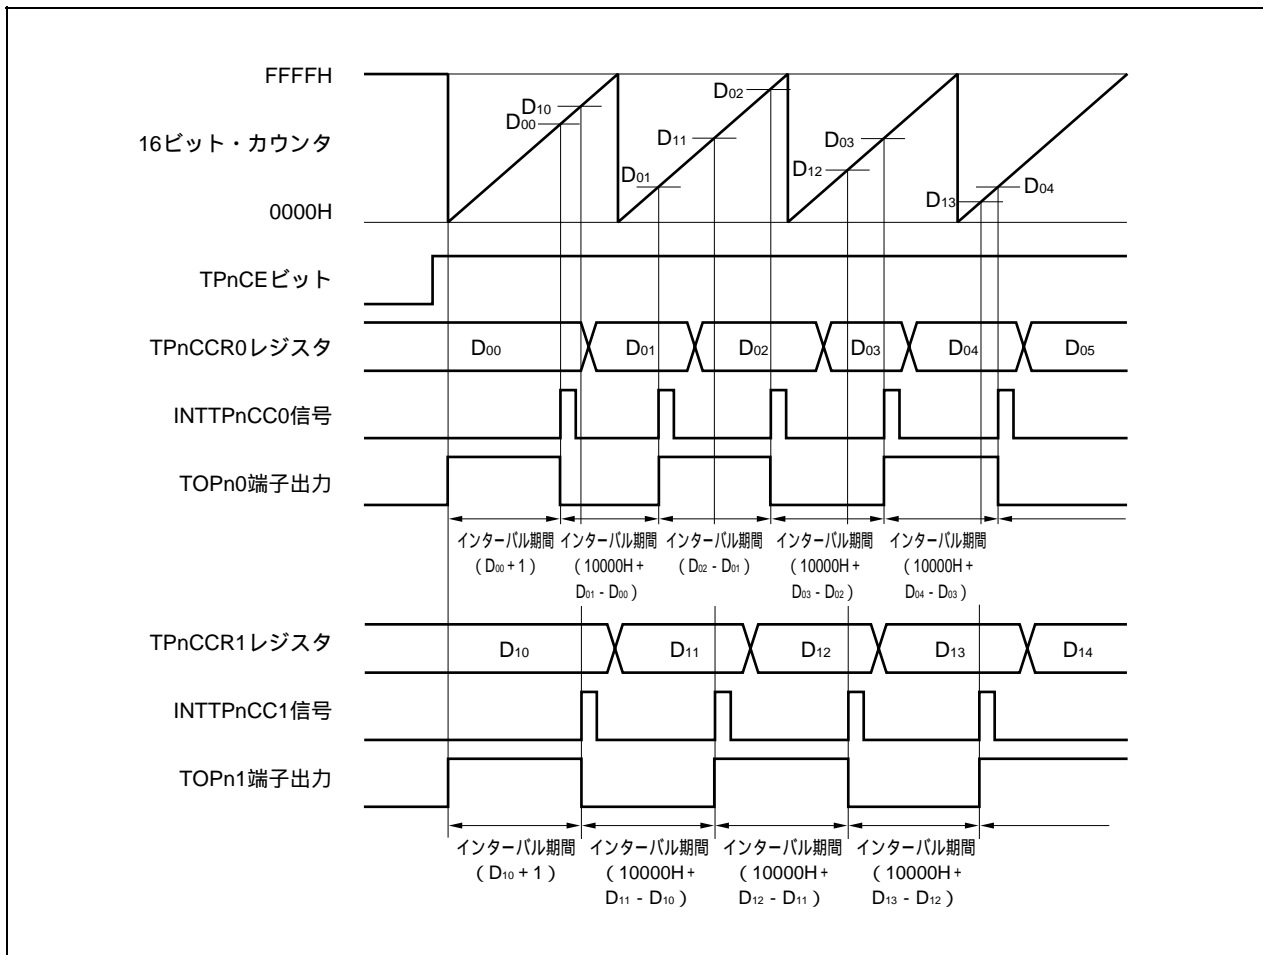 FFFFH
16ビット・カウンタ
0000H
D10
D00
D01
D11
D02
D12
D03
D13
D04
TPnCEビット
TPnCCR0レジスタ
D00 D01 D02 D03 D04 D05
INTTPnCC0信号
TOPn0端子出力
インターバル期間 インターバル期間 インターバル期間 インターバル期間 インターバル期間
(D00 + 1) (10000H + (D02 - D01) (10000H + (10000H +
D01 - D00) D03 - D02) D04 - D03)
TPnCCR1レジスタ
D10 D11 D12 D13 D14
INTTPnCC1信号
TOPn1端子出力
インターバル期間 インターバル期間 インターバル期間 インターバル期間
(D10 + 1) (10000H + (10000H + (10000H +
D11 - D10) D12 - D11) D13 - D12)